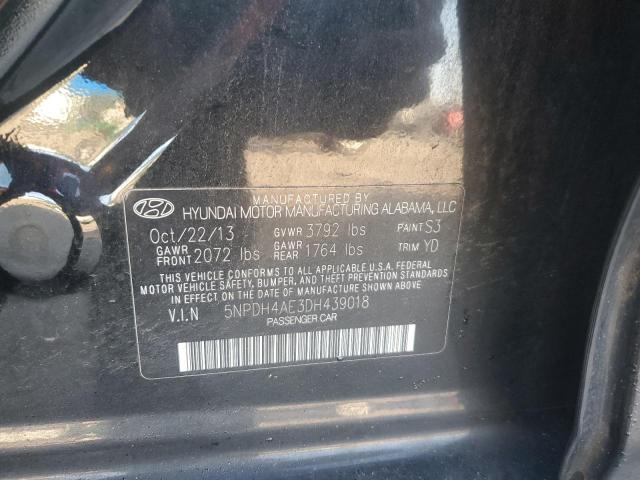 MANUFACTURED BY
HYUNDAI MOTOR MANUFACTURING ALABAMA, LLC
Oct/22/13 GVWR 3792 lbs PAINT S3
GAWR FRONT 2072 lbs GAWR REAR 1764 lbs TRIM YD
THIS VEHICLE CONFORMS TO ALL APPLICABLE U.S.A. FEDERAL
MOTOR VEHICLE SAFETY, BUMPER, AND THEFT PREVENTION STANDARDS
IN EFFECT ON THE DATE OF MANUFACTURE SHOWN ABOVE.
V.I.N 5NPDH4AE3DH439018
PASSENGER CAR